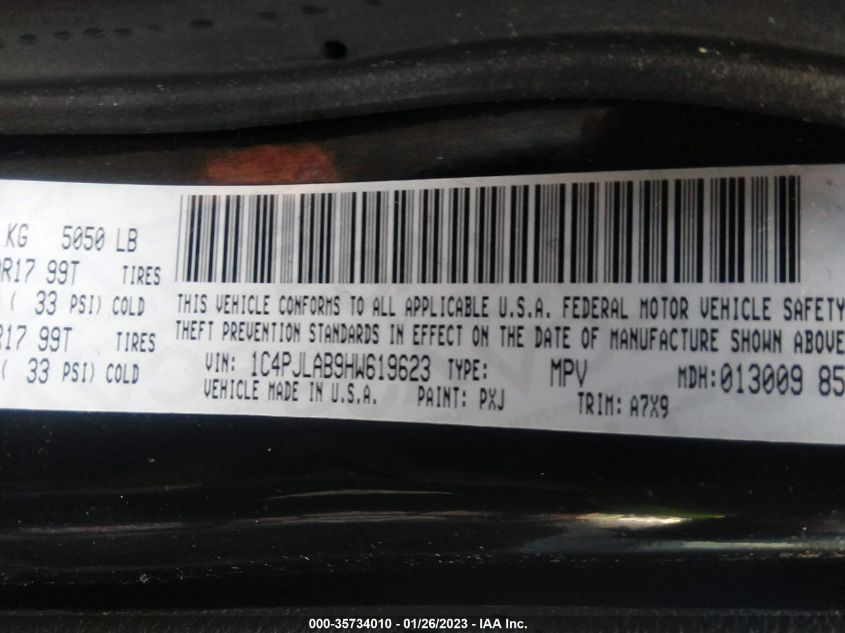 KG 5050 LB
R17 99T TIRES
( 33 PSI) COLD
R17 99T TIRES
( 33 PSI) COLD
THIS VEHICLE CONFORMS TO ALL APPLICABLE U.S.A. FEDERAL MOTOR VEHICLE SAFETY
THEFT PREVENTION STANDARDS IN EFFECT ON THE DATE OF MANUFACTURE SHOWN ABOVE
VIN: 1C4PJLAB9HW619623 TYPE: MPV MDH:013009 85
VEHICLE MADE IN U.S.A. PAINT: PXJ TRIM: A7X9
000-35734010 - 01/26/2023 - IAA Inc.